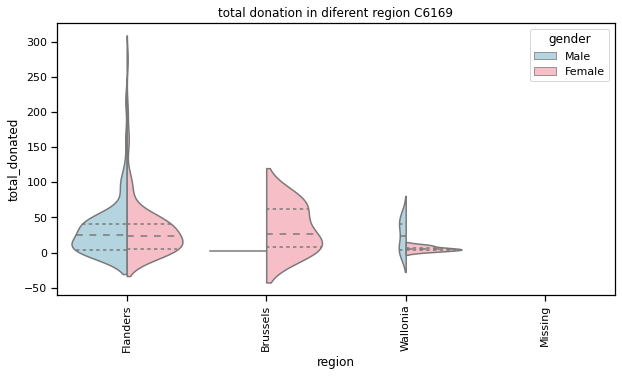 total donation in diferent region C6169
gender
Male
Female
300
250
200
150
100
50
0
−50
total_donated
Flanders
Brussels
Wallonia
Missing
region